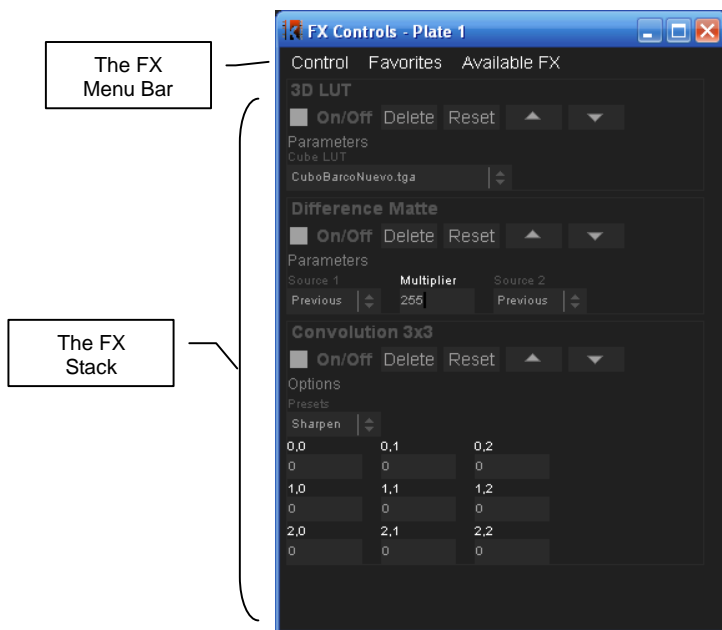 FX Controls - Plate 1
The FX
Menu Bar
Control Favorites Available FX
3D LUT
On/Off Delete Reset
Parameters
Cube LUT
CuboBarcoNuevo.tga
Difference Matte
On/Off Delete Reset
Parameters
Source 1 Multiplier Source 2
Previous 255 Previous
The FX
Stack
Convolution 3x3
On/Off Delete Reset
Options
Presets
Sharpen
0,0 0,1 0,2
0 0 0
1,0 1,1 1,2
0 0 0
2,0 2,1 2,2
0 0 0